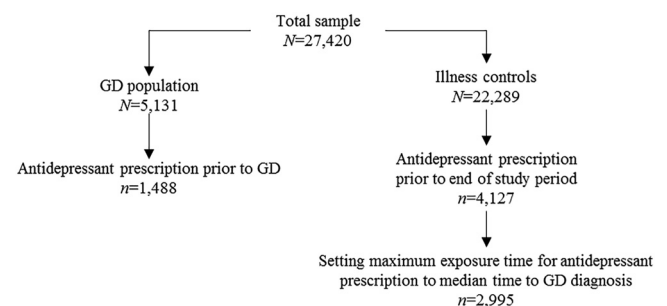 Total sample
N=27,420
GD population
N=5,131
Antidepressant prescription prior to GD
n=1,488
Illness controls
N=22,289
Antidepressant prescription
prior to end of study period
n=4,127
Setting maximum exposure time for antidepressant
prescription to median time to GD diagnosis
n=2,995